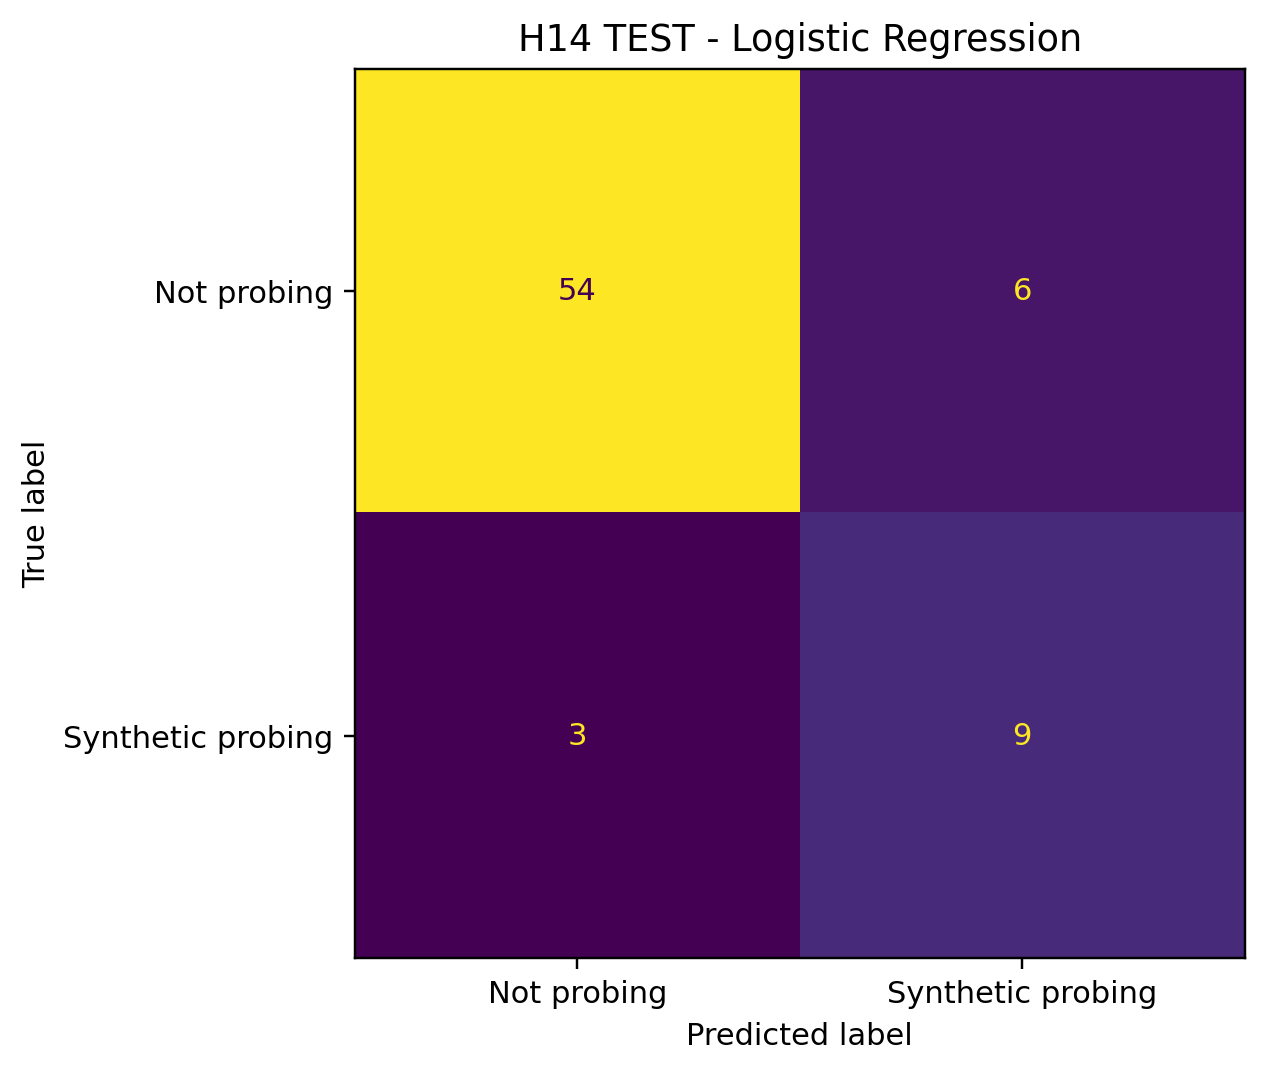 H14 TEST - Logistic Regression
Not probing
54
6
True label
Synthetic probing
3
9
Not probing
Synthetic probing
Predicted label